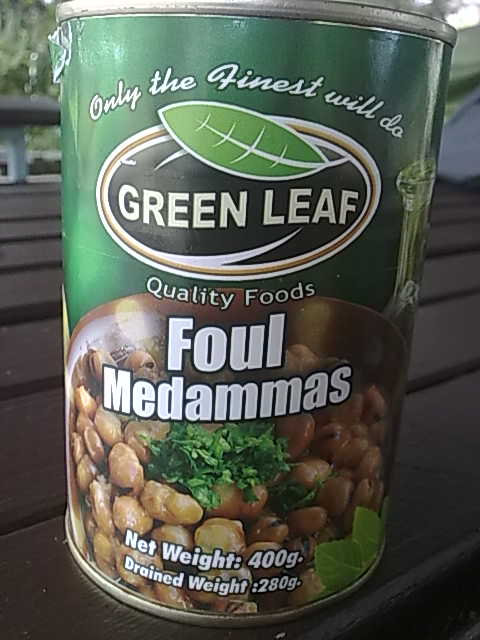 Only the Finest will do
GREEN LEAF
Quality Foods
Foul
Medammas
Net Weight: 400g.
Drained Weight :280g.